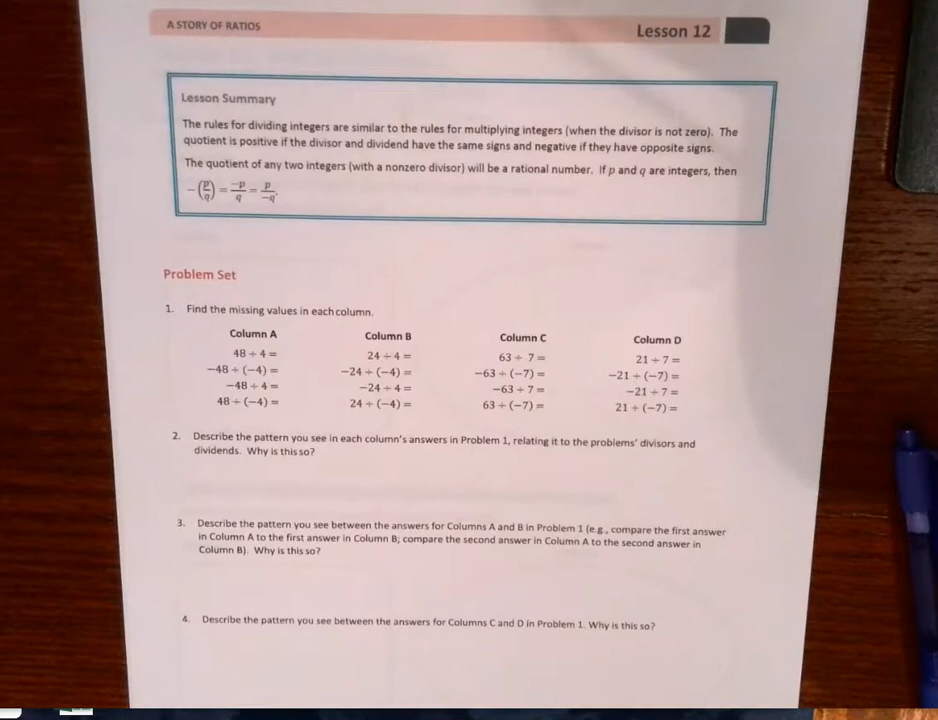 A STORY OF RATIOS
Lesson 12
Lesson Summary
The rules for dividing integers are similar to the rules for multiplying integers (when the divisor is not zero). The
quotient is positive if the divisor and dividend have the same signs and negative if they have opposite signs.
The quotient of any two integers (with a nonzero divisor) will be a rational number. If p and q are integers, then
−(p/q) = −p/q = p/−q.
Problem Set
1. Find the missing values in each column.
Column A Column B Column C Column D
48 ÷ 4 = 24 ÷ 4 = 63 ÷ 7 = 21 ÷ 7 =
−48 ÷ (−4) = −24 ÷ (−4) = −63 ÷ (−7) = −21 ÷ (−7) =
−48 ÷ 4 = −24 ÷ 4 = −63 ÷ 7 = −21 ÷ 7 =
48 ÷ (−4) = 24 ÷ (−4) = 63 ÷ (−7) = 21 ÷ (−7) =
2. Describe the pattern you see in each column's answers in Problem 1, relating it to the problems' divisors and
dividends. Why is this so?
3. Describe the pattern you see between the answers for Columns A and B in Problem 1 (e.g., compare the first answer
in Column A to the first answer in Column B; compare the second answer in Column A to the second answer in
Column B). Why is this so?
4. Describe the pattern you see between the answers for Columns C and D in Problem 1. Why is this so?